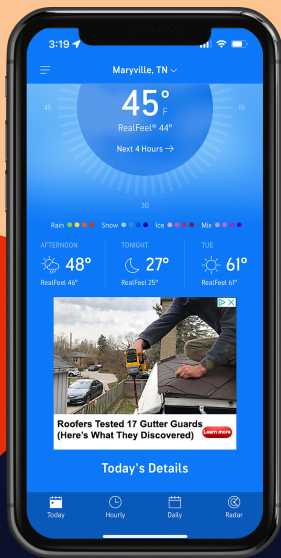 3:19
Maryville, TN
45
15
45° F
RealFeel® 44°
Next 4 Hours →
30
Rain Snow Ice Mix
AFTERNOON TONIGHT TUE
48° 27° 61°
RealFeel 46° RealFeel 25° RealFeel 61°
Roofers Tested 17 Gutter Guards
(Here's What They Discovered)
Learn more
Today's Details
Today Hourly Daily Radar